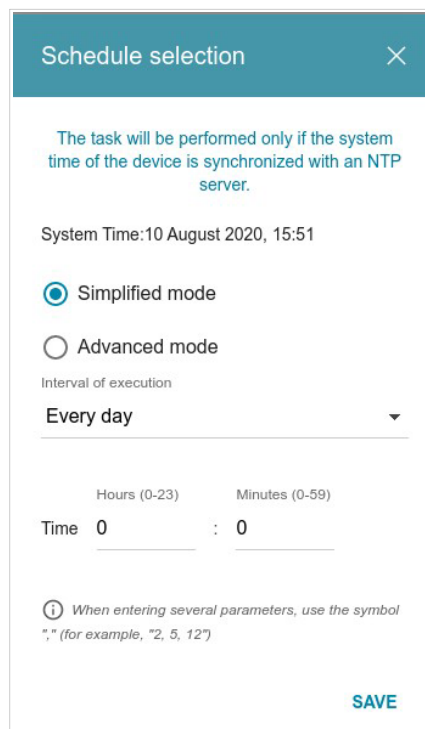 Schedule selection
The task will be performed only if the system
time of the device is synchronized with an NTP
server.
System Time:10 August 2020, 15:51
Simplified mode
Advanced mode
Interval of execution
Every day
Hours (0-23) Minutes (0-59)
Time 0 : 0
When entering several parameters, use the symbol
"," (for example, "2, 5, 12")
SAVE